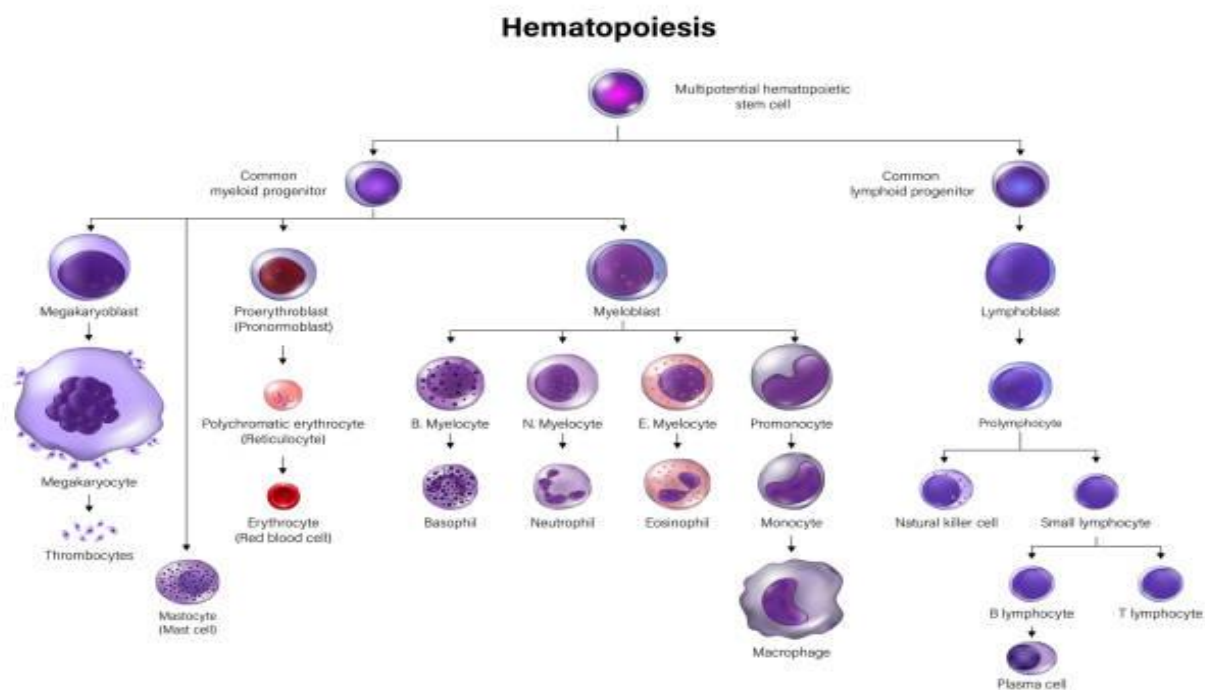 Hematopoiesis
Multipotential hematopoietic
stem cell
Common
myeloid progenitor
Common
lymphoid progenitor
Megakaryoblast
Proerythroblast
(Pronormoblast)
Myeloblast
Lymphoblast
B. Myelocyte
N. Myelocyte
E. Myelocyte
Promonocyte
Prolymphocyte
Polychromatic erythrocyte
(Reticulocyte)
Megakaryocyte
Erythrocyte
(Red blood cell)
Basophil
Neutrophil
Eosinophil
Monocyte
Natural killer cell
Small lymphocyte
Thrombocytes
Mastocyte
(Mast cell)
B lymphocyte
T lymphocyte
Macrophage
Plasma cell